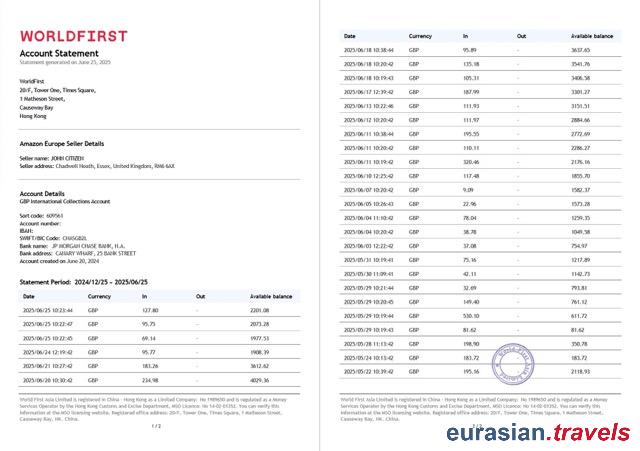 WORLDFIRST
Account Statement
Statement generated on June 25, 2025
WorldFirst
20/F, Tower One, Times Square,
1 Matheson Street,
Causeway Bay
Hong Kong
Amazon Europe Seller Details
Seller name: JOHN CITIZEN
Seller address: Chadwell Heath, Essex, United Kingdom, RM6 6AX
Account Details
GBP International Collections Account
Sort code: 609561
Account number:
IBAN:
SWIFT/BIC Code: CHASGB2L
Bank name: JP MORGAN CHASE BANK, N.A.
Bank address: CANARY WHARF, 25 BANK STREET
Account created on June 20, 2024
Statement Period: 2024/12/25 ~ 2025/06/25
Date Currency In Out Available balance
2025/06/25 10:23:44 GBP 127.80 - 2201.08
2025/06/25 10:22:47 GBP 95.75 - 2073.28
2025/06/25 10:22:45 GBP 69.14 - 1977.53
2025/06/24 12:19:42 GBP 95.77 - 1908.39
2025/06/21 10:27:42 GBP 183.26 - 3612.62
2025/06/20 10:30:42 GBP 234.98 - 4029.36
World First Asia Limited is registered in China - Hong Kong as a Limited Company: No 1989650 and is regulated as a Money
Services Operator by the Hong Kong Customs and Excise Department, MSO Licence: No 14-02-01352. You can verify this
information at the MSO licensing website. Registered office address: 20/F, Tower One, Times Square, 1 Matheson Street,
Causeway Bay, HK, China.
1 / 2
Date Currency In Out Available balance
2025/06/18 10:38:44 GBP 95.89 - 3637.65
2025/06/18 10:20:42 GBP 135.18 - 3541.76
2025/06/18 10:19:43 GBP 105.31 - 3406.58
2025/06/17 12:39:42 GBP 187.99 - 3301.27
2025/06/13 10:22:46 GBP 111.93 - 3151.51
2025/06/12 10:20:42 GBP 111.97 - 2884.66
2025/06/11 10:38:44 GBP 195.55 - 2772.69
2025/06/11 10:20:42 GBP 110.11 - 2286.27
2025/06/11 10:19:42 GBP 320.46 - 2176.16
2025/06/10 12:25:42 GBP 117.48 - 1855.70
2025/06/07 10:20:42 GBP 9.09 - 1582.37
2025/06/05 10:26:43 GBP 22.96 - 1573.28
2025/06/04 11:10:42 GBP 78.04 - 1259.35
2025/06/04 10:20:42 GBP 38.78 - 1049.58
2025/06/03 12:22:42 GBP 37.08 - 754.97
2025/05/31 10:19:41 GBP 75.16 - 1217.89
2025/05/30 11:09:41 GBP 42.11 - 1142.73
2025/05/29 10:21:44 GBP 32.69 - 793.81
2025/05/29 10:20:45 GBP 149.40 - 761.12
2025/05/29 10:19:44 GBP 530.10 - 611.72
2025/05/29 10:19:43 GBP 81.62 - 81.62
2025/05/28 11:13:42 GBP 198.90 350.78
2025/05/24 10:13:42 GBP 183.72 183.72
2025/05/22 10:39:42 GBP 195.16 2118.93
World First Asia Limited
World First Asia Limited is registered in China - Hong Kong as a Limited Company: No 1989650 and is regulated as a Money
Services Operator by the Hong Kong Customs and Excise Department, MSO Licence: No 14-02-01352. You can verify this
information at the MSO licensing website. Registered office address: 20/F, Tower One, Times Square, 1 Matheson Street,
Causeway Bay, HK, China.
eurasian.travels